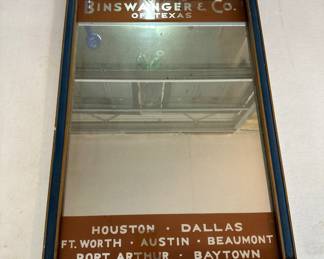 BINSWANGER & CO.
OF TEXAS
HOUSTON · DALLAS
FT. WORTH · AUSTIN · BEAUMONT
PORT ARTHUR · BAYTOWN